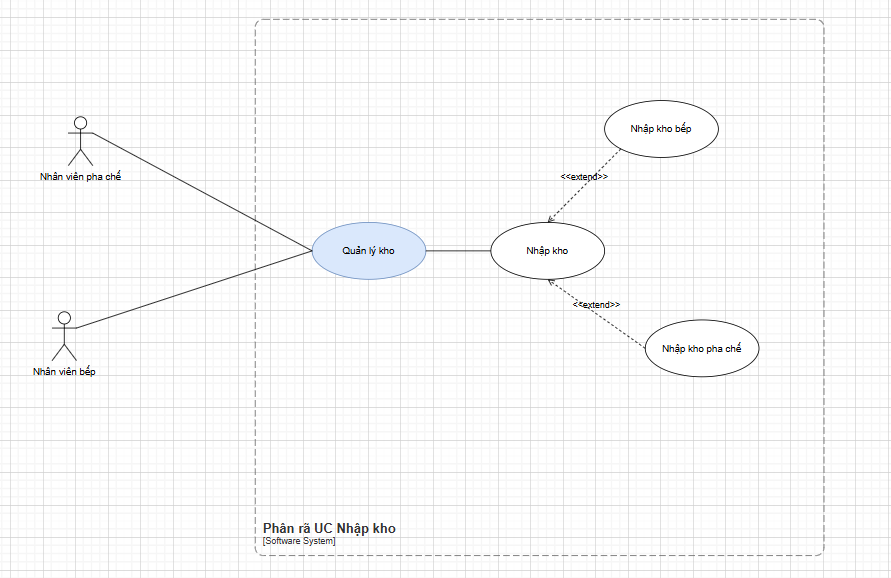 Nhập kho bếp
Nhân viên pha chế
<<extend>>
Quản lý kho
Nhập kho
<<extend>>
Nhập kho pha chế
Nhân viên bếp
Phân rã UC Nhập kho
[Software System]